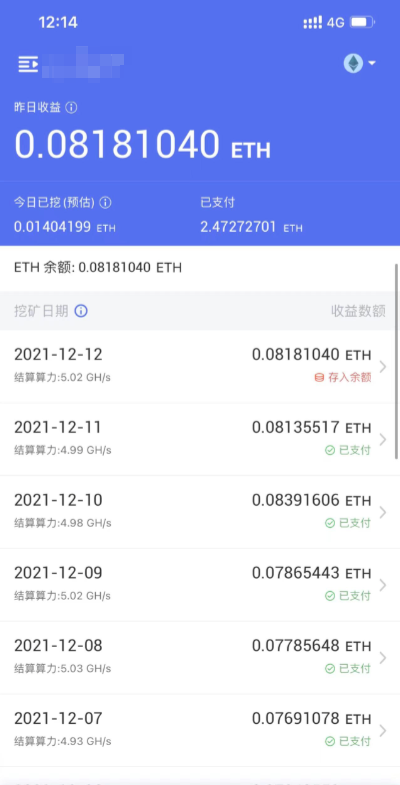 12:14
4G
昨日收益
0.08181040 ETH
今日已挖(预估)
已支付
0.01404199 ETH
2.47272701 ETH
ETH 余额: 0.08181040 ETH
挖矿日期
收益数额
2021-12-12
0.08181040 ETH
结算算力:5.02 GH/s
存入余额
2021-12-11
0.08135517 ETH
结算算力:4.99 GH/s
已支付
2021-12-10
0.08391606 ETH
结算算力:4.98 GH/s
已支付
2021-12-09
0.07865443 ETH
结算算力:5.02 GH/s
已支付
2021-12-08
0.07785648 ETH
结算算力:5.03 GH/s
已支付
2021-12-07
0.07691078 ETH
结算算力:4.93 GH/s
已支付